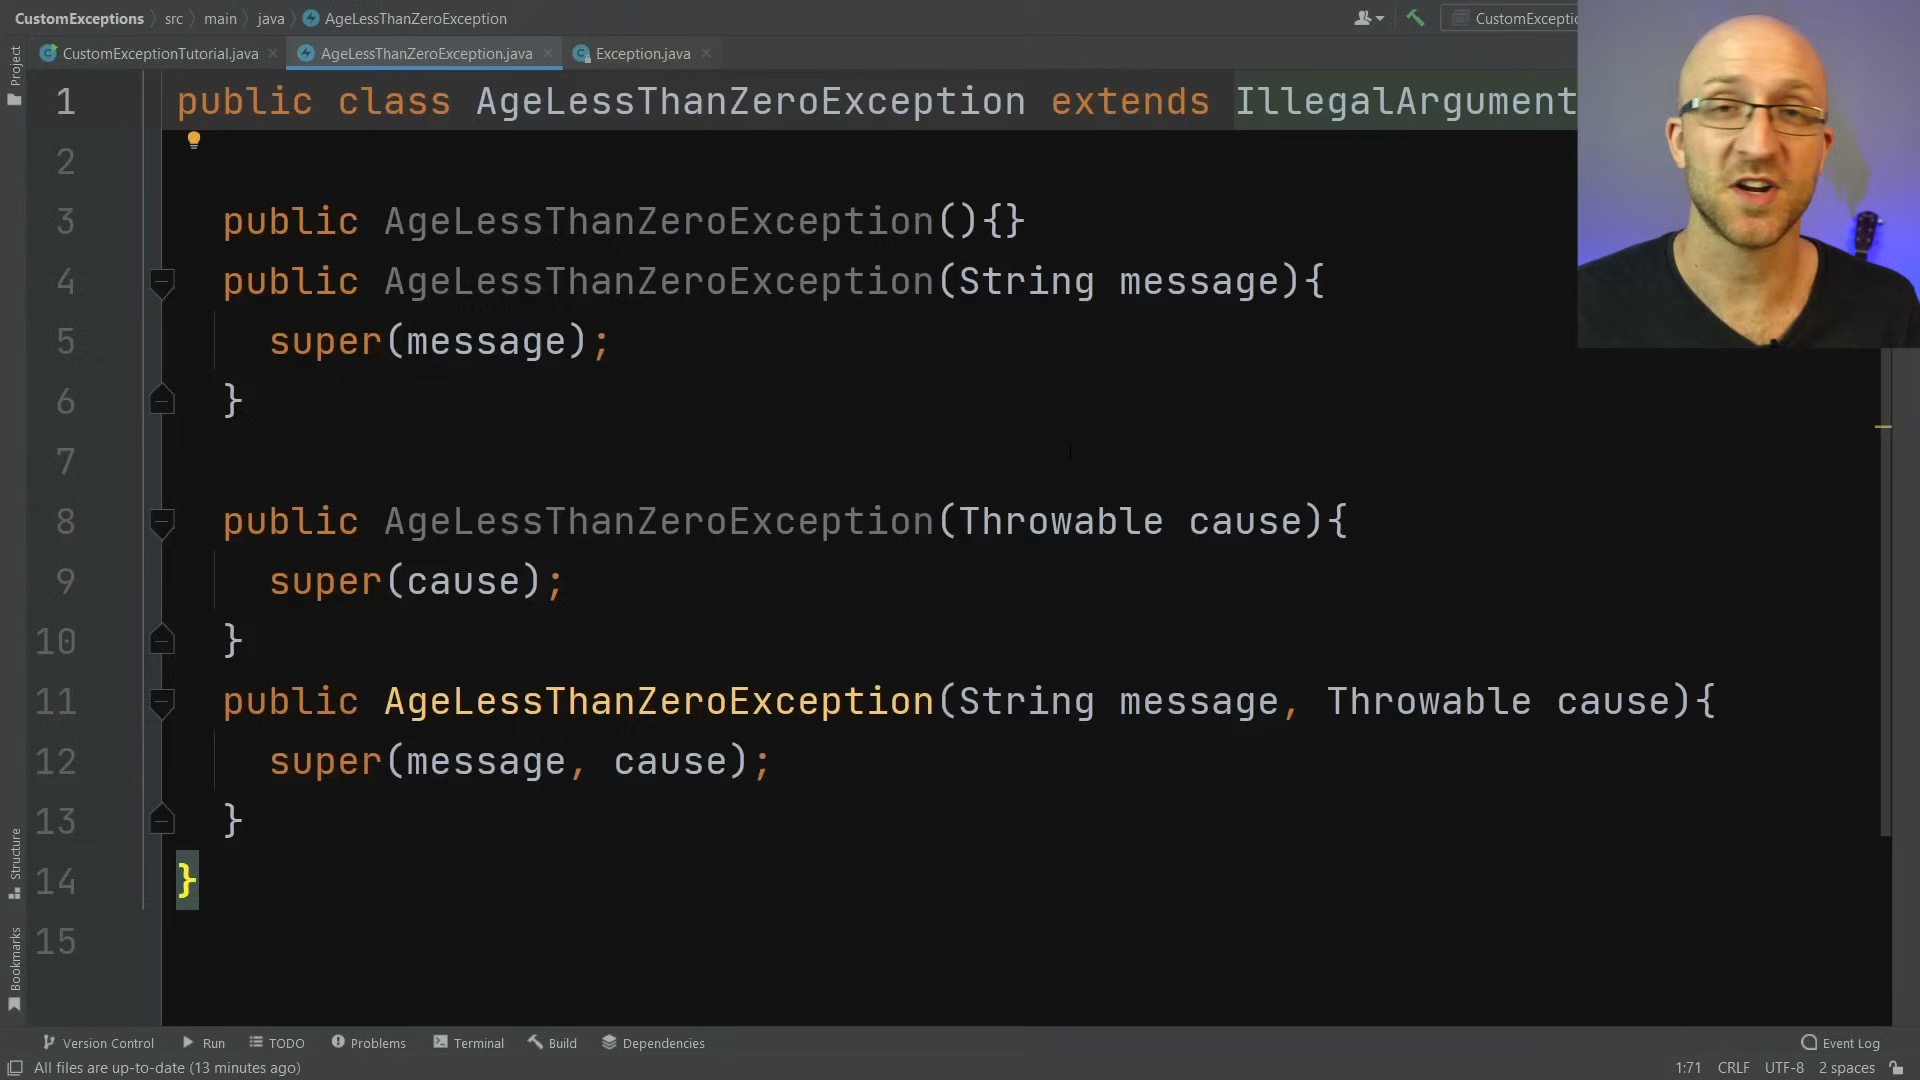 CustomExceptions src main java AgeLessThanZeroException
CustomExceptio
CustomExceptionTutorial.java AgeLessThanZeroException.java Exception.java
Project
1 public class AgeLessThanZeroException extends IllegalArgument
2
3 public AgeLessThanZeroException(){}
4 public AgeLessThanZeroException(String message){
5 super(message);
6 }
7
8 public AgeLessThanZeroException(Throwable cause){
9 super(cause);
10 }
11 public AgeLessThanZeroException(String message, Throwable cause){
12 super(message, cause);
13 }
14 }
15
Structure
Bookmarks
Version Control Run TODO Problems Terminal Build Dependencies Event Log
All files are up-to-date (13 minutes ago) 1:71 CRLF UTF-8 2 spaces